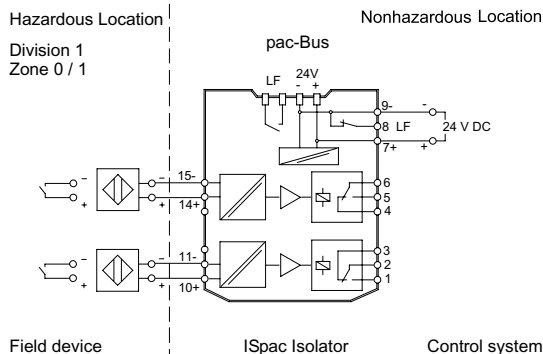 Hazardous Location
Nonhazardous Location
Division 1
Zone 0 / 1
pac-Bus
LF
24V
- +
9-
-
8 LF
24 V DC
7+
+
15-
-
-
14+
+
+
6
5
4
11-
-
-
10+
+
+
3
2
1
Field device
ISpac Isolator
Control system